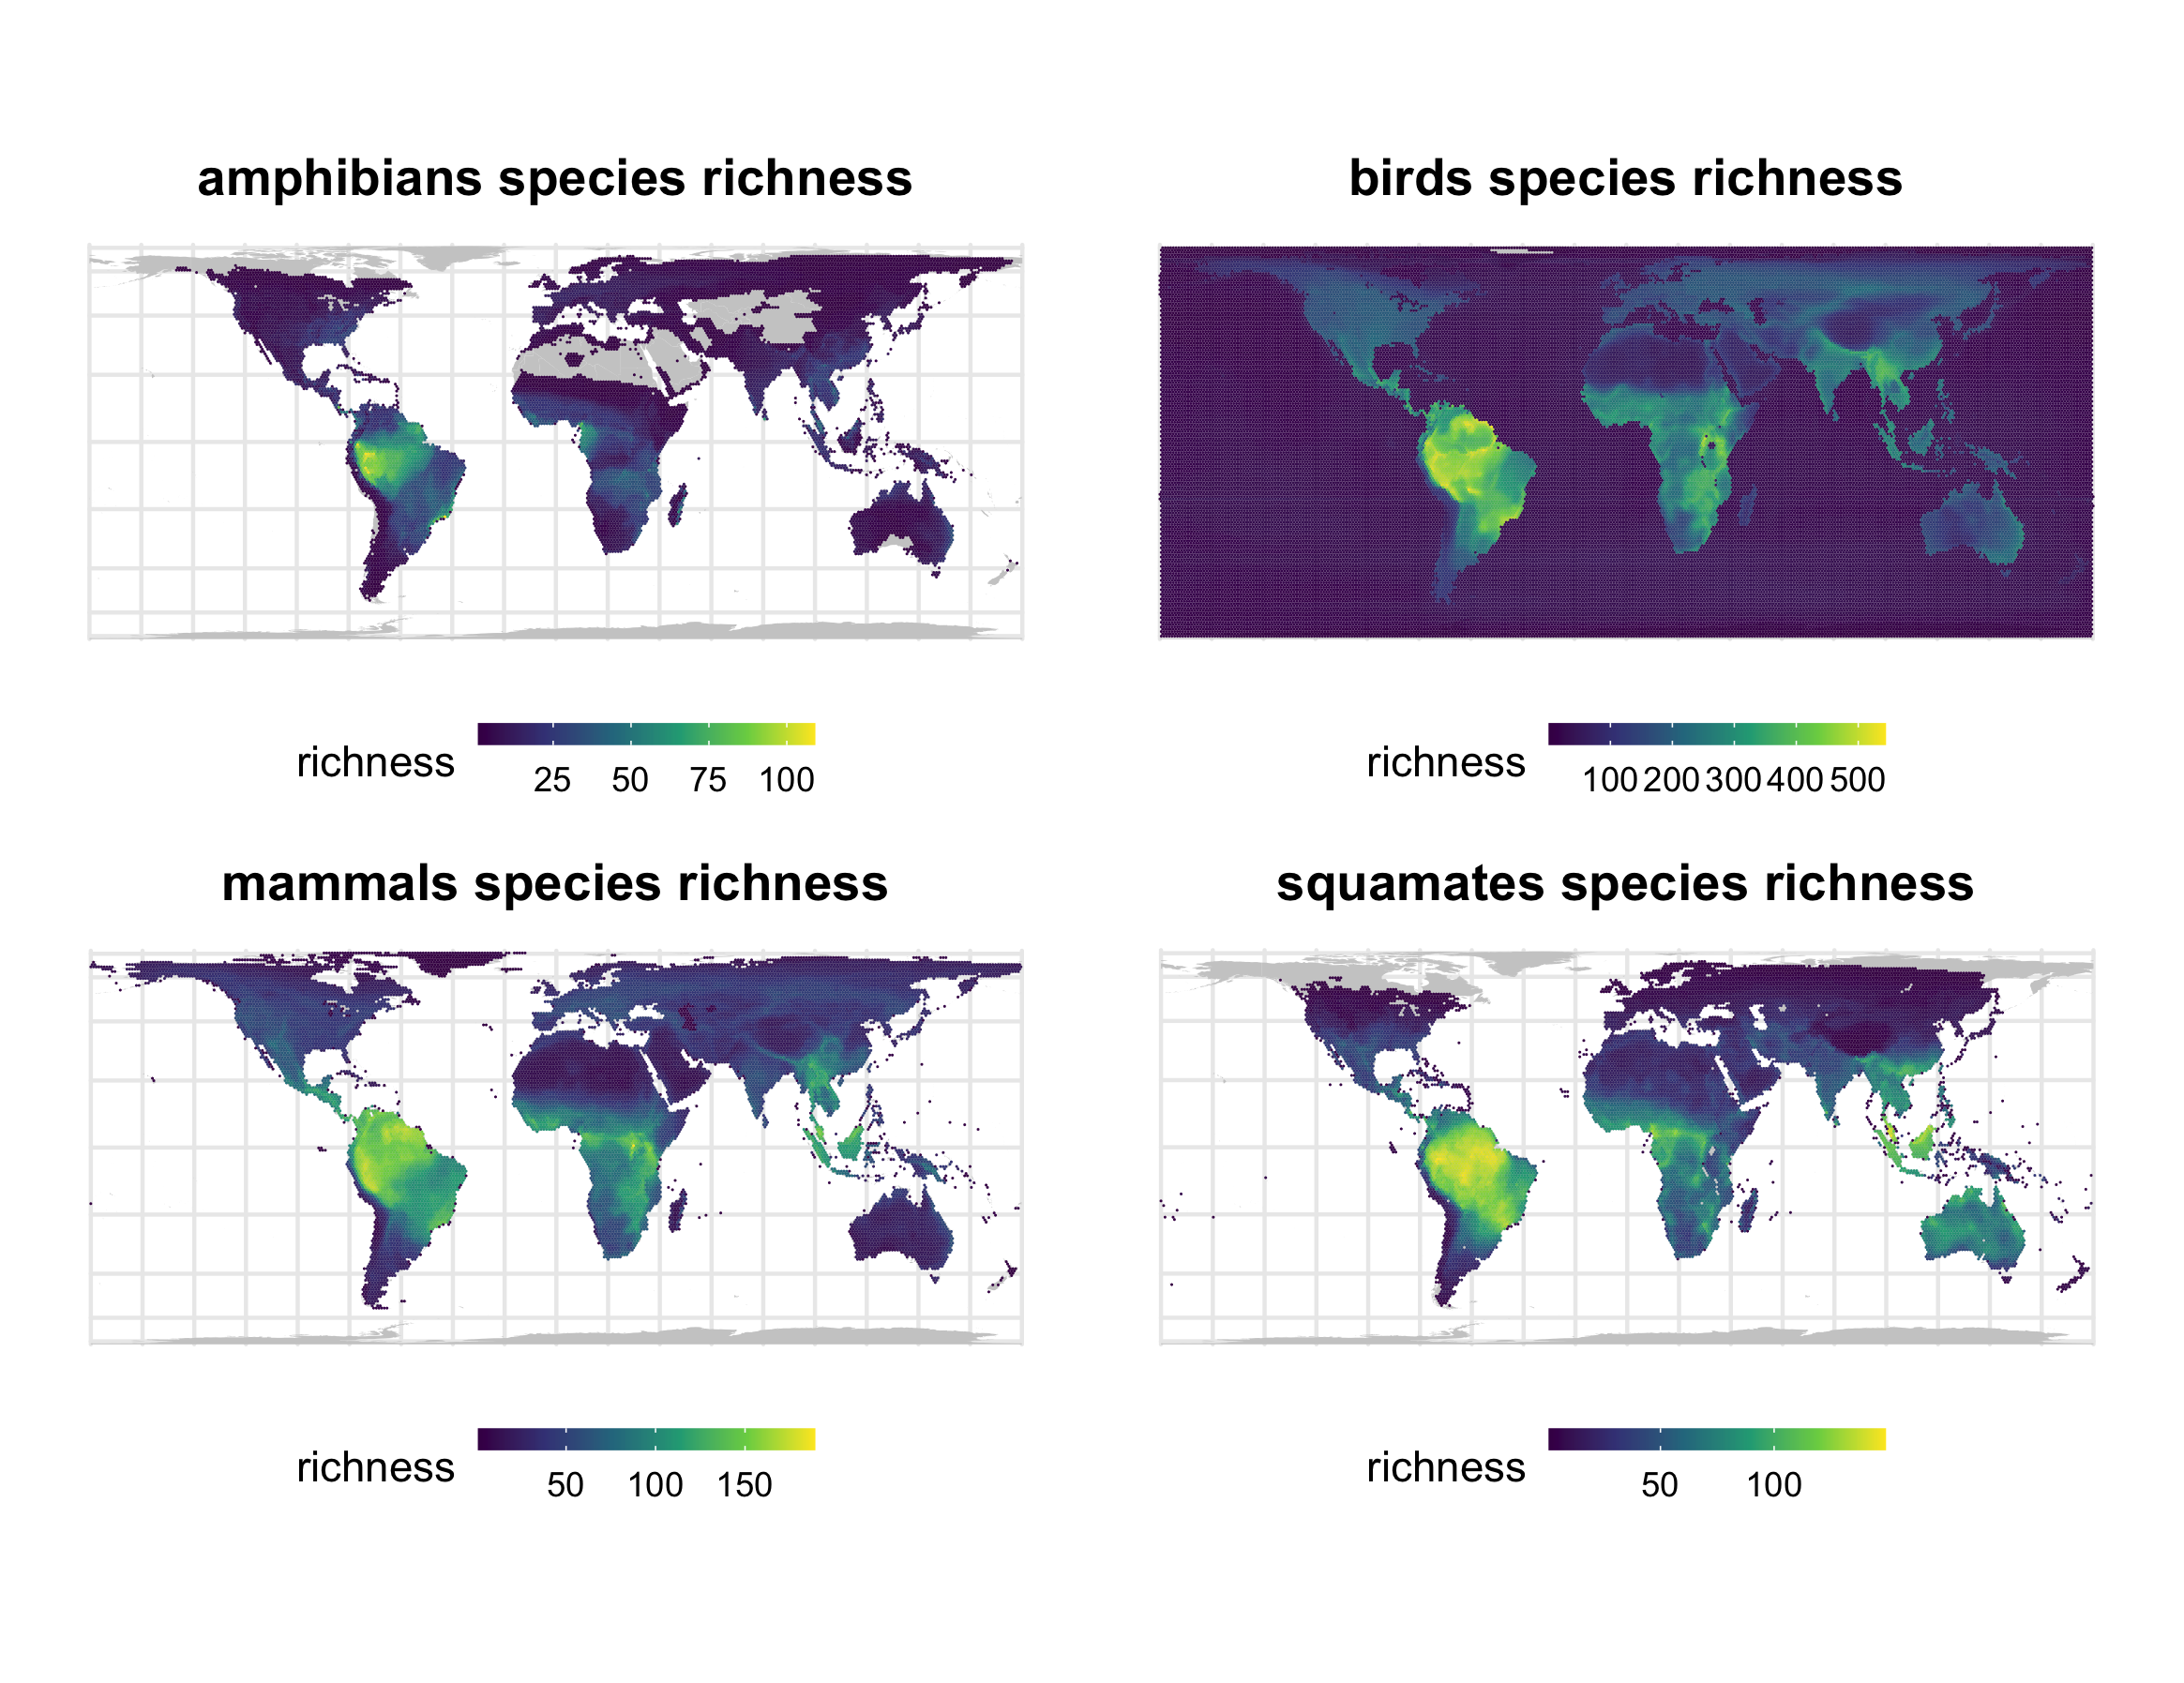 amphibians species richness
birds species richness
richness
25 50 75 100
richness
100 200 300 400 500
mammals species richness
squamates species richness
richness
50 100 150
richness
50 100